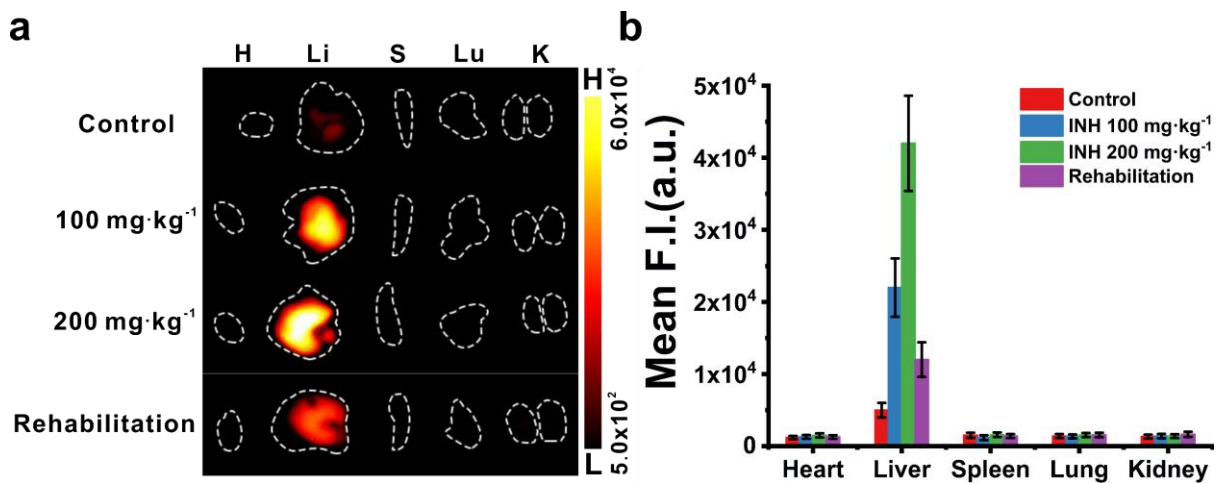 a
H Li S Lu K
Control
100 mg·kg⁻¹
200 mg·kg⁻¹
Rehabilitation
H
6.0x10⁴
5.0x10²
L
b
Mean F.I.(a.u.)
5x10⁴
4x10⁴
3x10⁴
2x10⁴
1x10⁴
0
Control
INH 100 mg·kg⁻¹
INH 200 mg·kg⁻¹
Rehabilitation
Heart Liver Spleen Lung Kidney